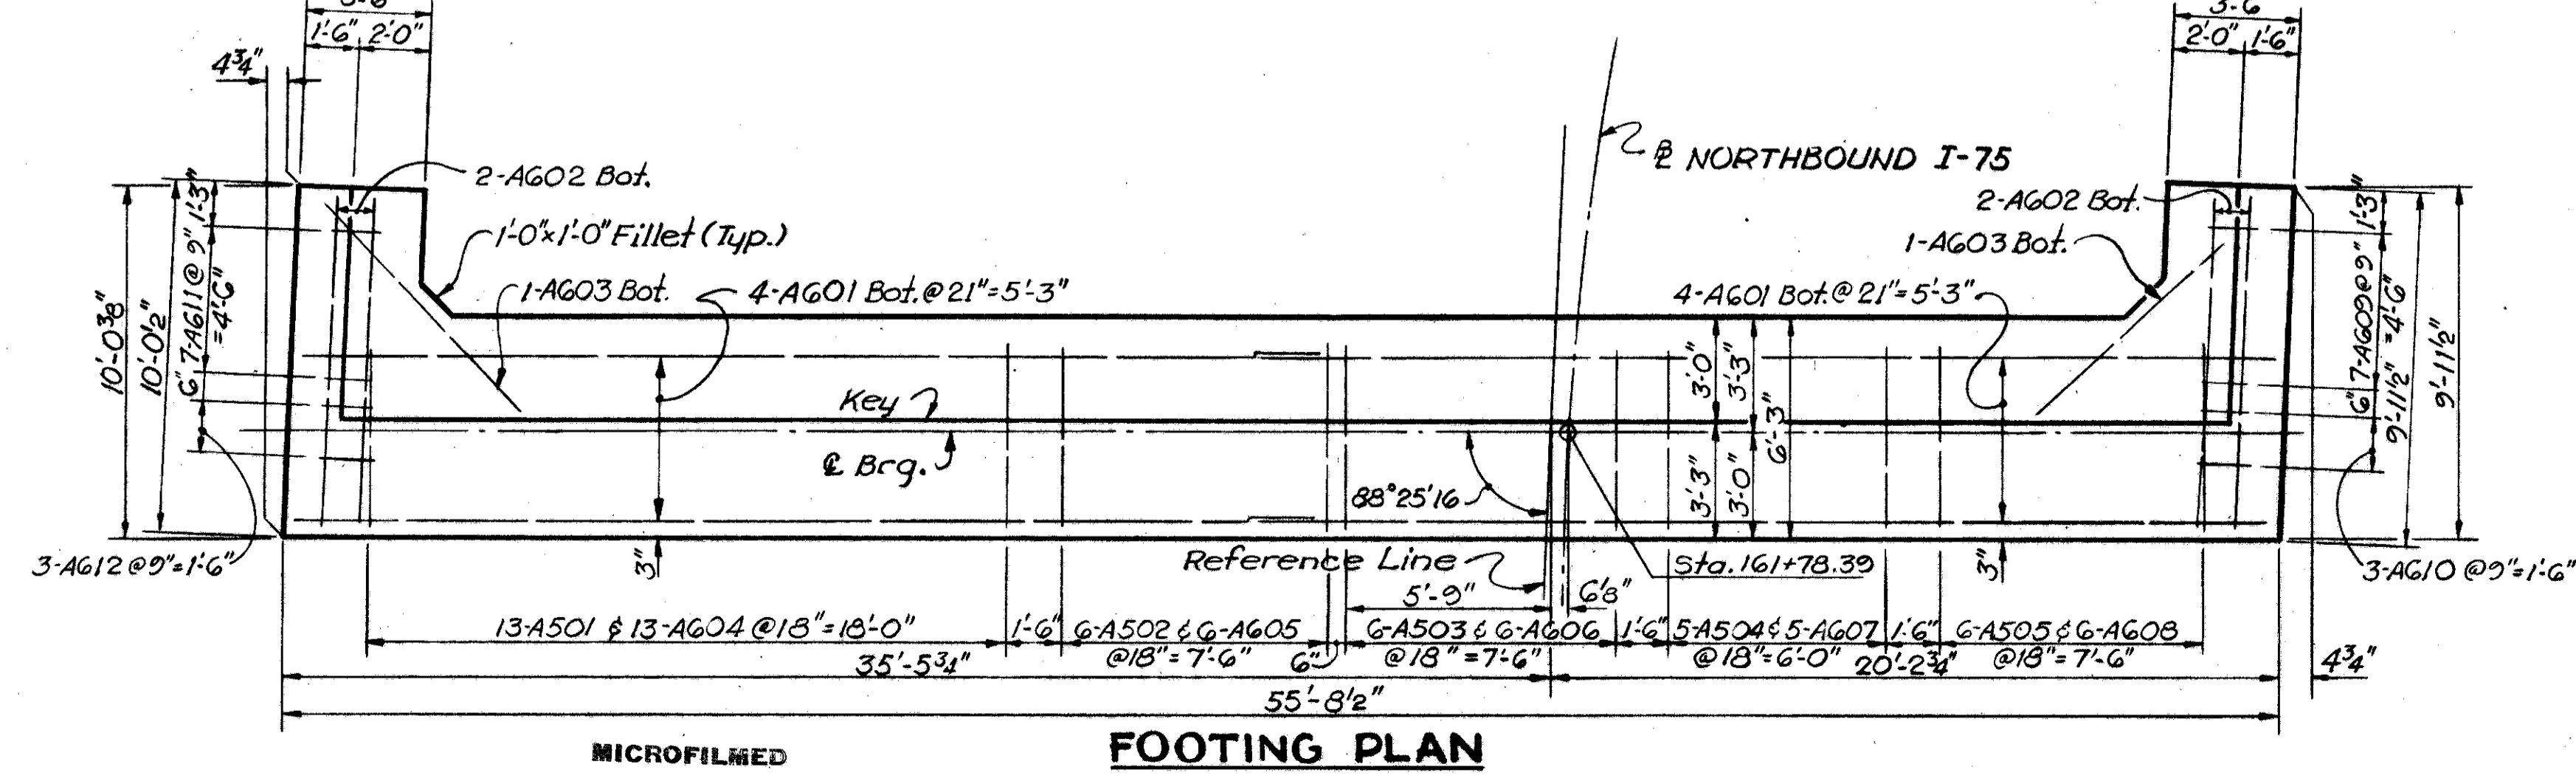 3'-6"
1'-6" 2'-0"
4¾"
3'-6
2'-0" 1'-6"
℄ NORTHBOUND I-75
2-A602 Bot.
1'-0"x1'-0" Fillet (Typ.)
1-A603 Bot.
4-A601 Bot.@21"=5'-3"
2-A602 Bot.
1-A603 Bot.
4-A601 Bot.@21"=5'-3"
10'-0⅜"
10'-0½"
1'-3"
7-A611@9"
=4'-6"
6"
3-A612@9"=1'-6"
1'-3"
7-A609@9"
=4'-6"
6"
9'-11½"
9'-11½"
3-A610@9"=1'-6"
Key
℄ Brg.
3'-0"
3'-3"
6'-3"
3'-3"
3'-0"
88°25'16
3"
3"
Reference Line
Sta.161+78.39
5'-9"
13-A501 & 13-A604@18"=18'-0"
1'-6"
6-A502 & 6-A605
@18"=7'-6"
6"
6-A503 & 6-A606
@18"=7'-6"
1'-6"
5-A504 & 5-A607
@18"=6'-0"
1'-6"
6-A505 & 6-A608
@18"=7'-6"
35'-5¾"
20'-2¾"
4¾"
55'-8½"
MICROFILMED
FOOTING PLAN